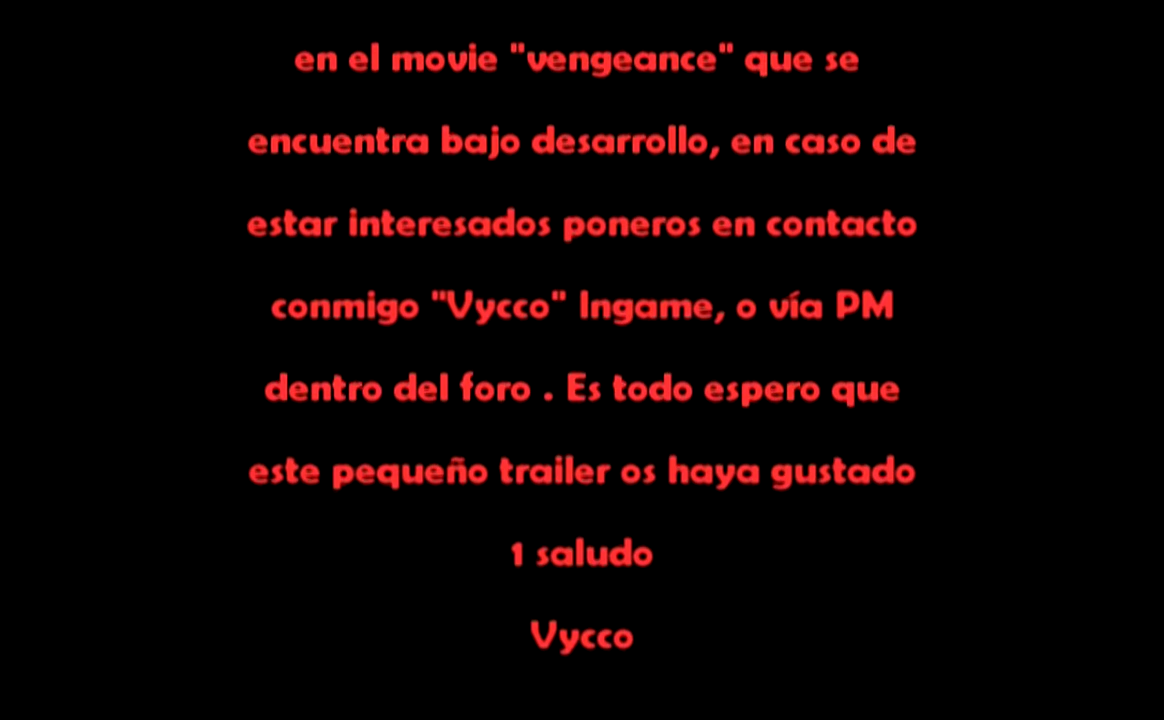 en el movie "vengeance" que se
encuentra bajo desarrollo, en caso de
estar interesados poneros en contacto
conmigo "Vycco" Ingame, o vía PM
dentro del foro . Es todo espero que
este pequeño trailer os haya gustado
1 saludo
Vycco